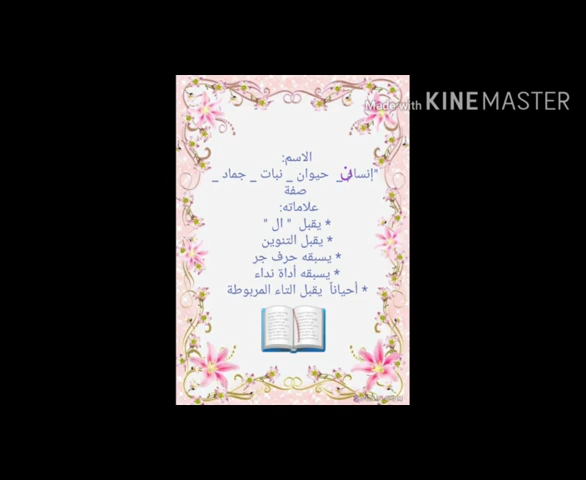 Made with KINEMASTER
الاسم:
"إنسان_ حيوان _ نبات _ جماد _
صفة
علاماته:
* يقبل " ال "
* يقبل التنوين
* يسبقه حرف جر
* يسبقه أداة نداء
* أحياناً يقبل التاء المربوطة